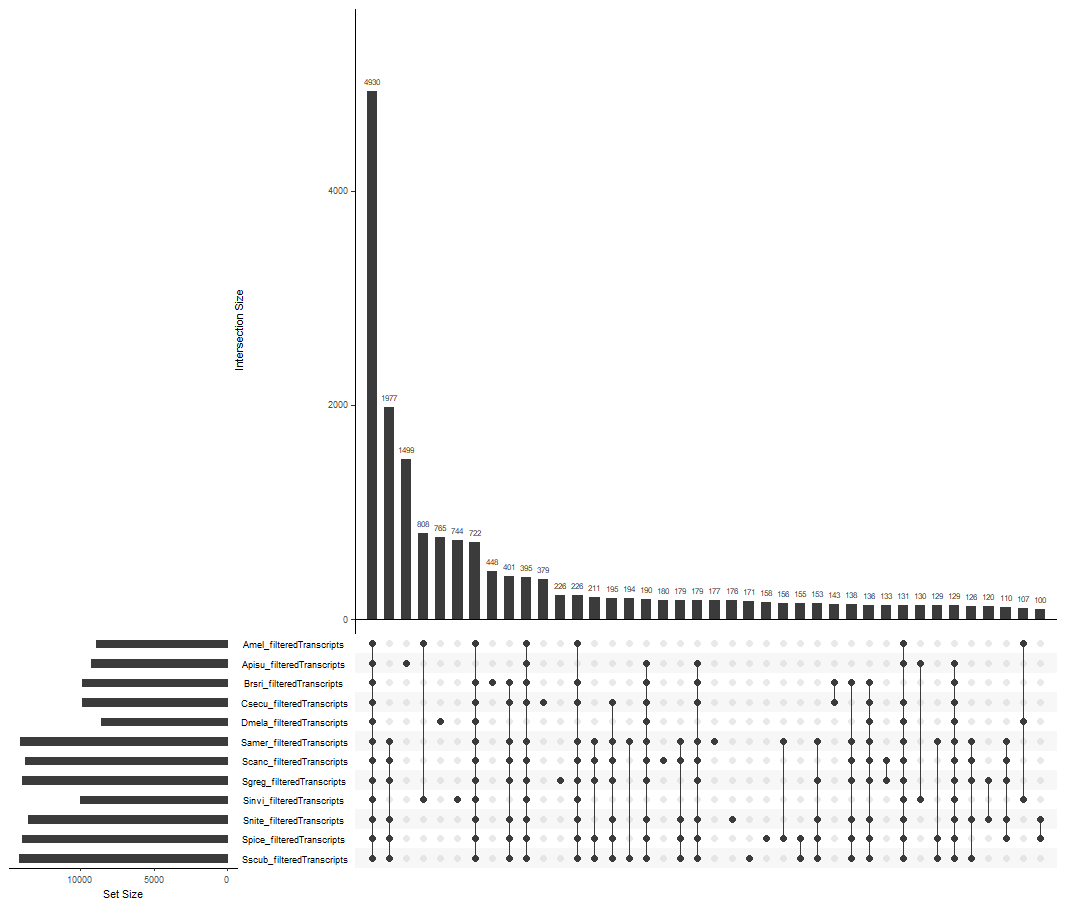 4930
1977
1499
808
765
744
722
448
401
395
379
226
226
211
195
194
190
180
179
179
177
176
171
158
156
155
153
143
138
136
133
131
130
129
129
126
120
110
107
100
4000
2000
0
Intersection Size
Amel_filteredTranscripts
Apisu_filteredTranscripts
Brsri_filteredTranscripts
Csecu_filteredTranscripts
Dmela_filteredTranscripts
Samer_filteredTranscripts
Scanc_filteredTranscripts
Sgreg_filteredTranscripts
Sinvi_filteredTranscripts
Snite_filteredTranscripts
Spice_filteredTranscripts
Sscub_filteredTranscripts
10000 5000 0
Set Size